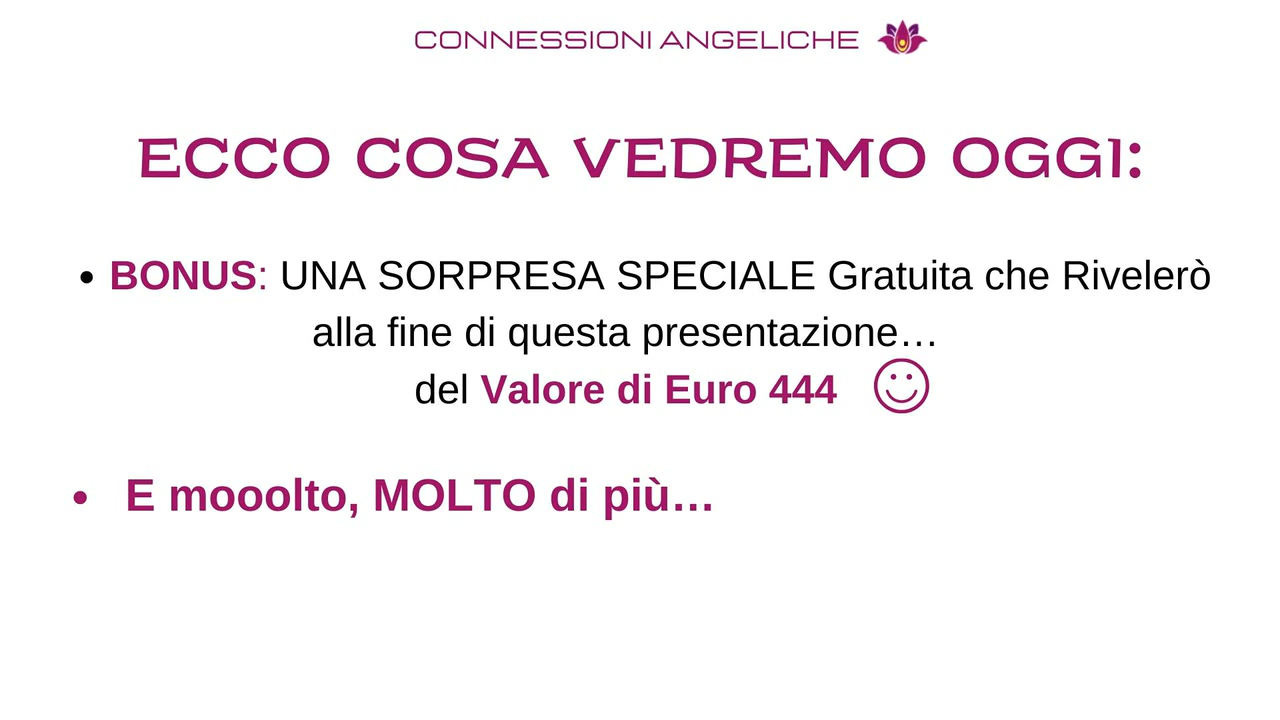 CONNESSIONI ANGELICHE
ECCO COSA VEDREMO OGGI:
• BONUS: UNA SORPRESA SPECIALE Gratuita che Rivelerò
alla fine di questa presentazione…
del Valore di Euro 444
• E mooolto, MOLTO di più…